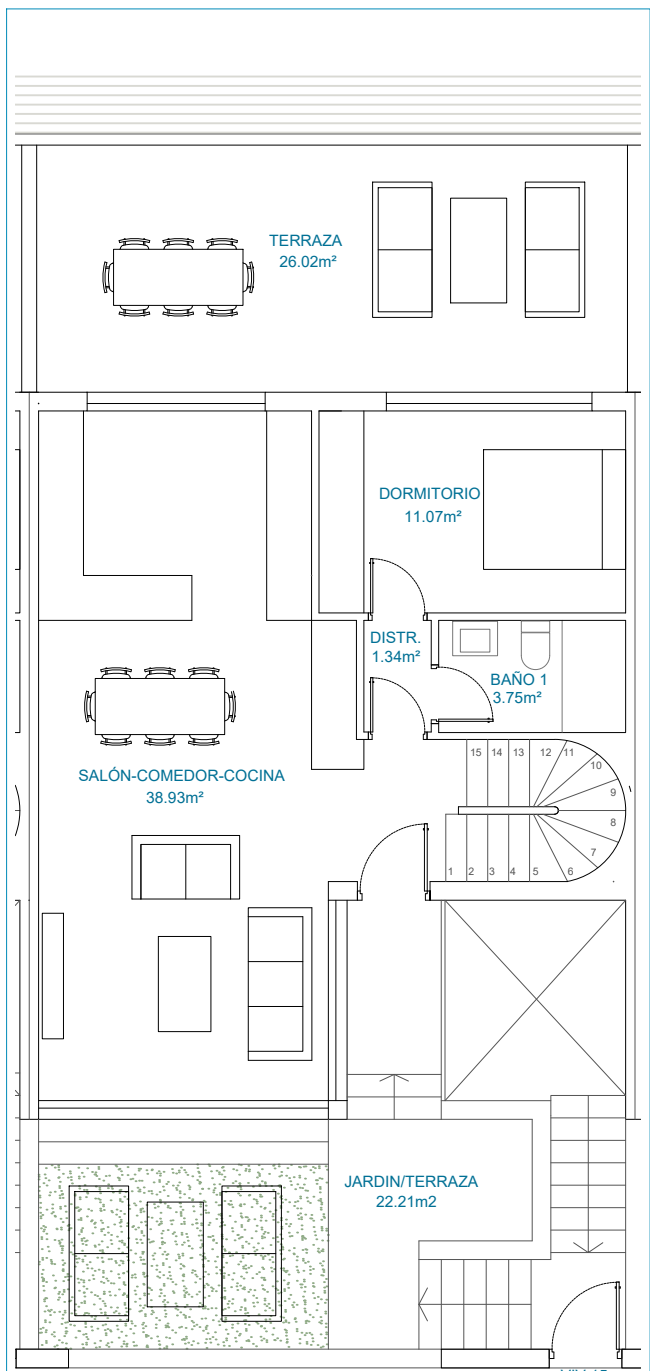 TERRAZA
26.02m²
DORMITORIO
11.07m²
DISTR.
1.34m²
BAÑO 1
3.75m²
SALÓN-COMEDOR-COCINA
38.93m²
15 14 13 12 11
10
9
8
7
1 2 3 4 5 6
JARDIN/TERRAZA
22.21m2